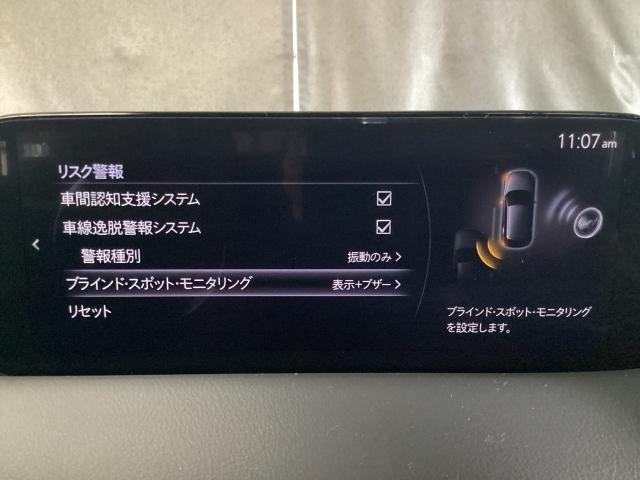 11:07 am
リスク警報
車間認知支援システム
車線逸脱警報システム
警報種別 振動のみ
ブラインド・スポット・モニタリング 表示+ブザー
リセット
ブラインド・スポット・モニタリング
を設定します。